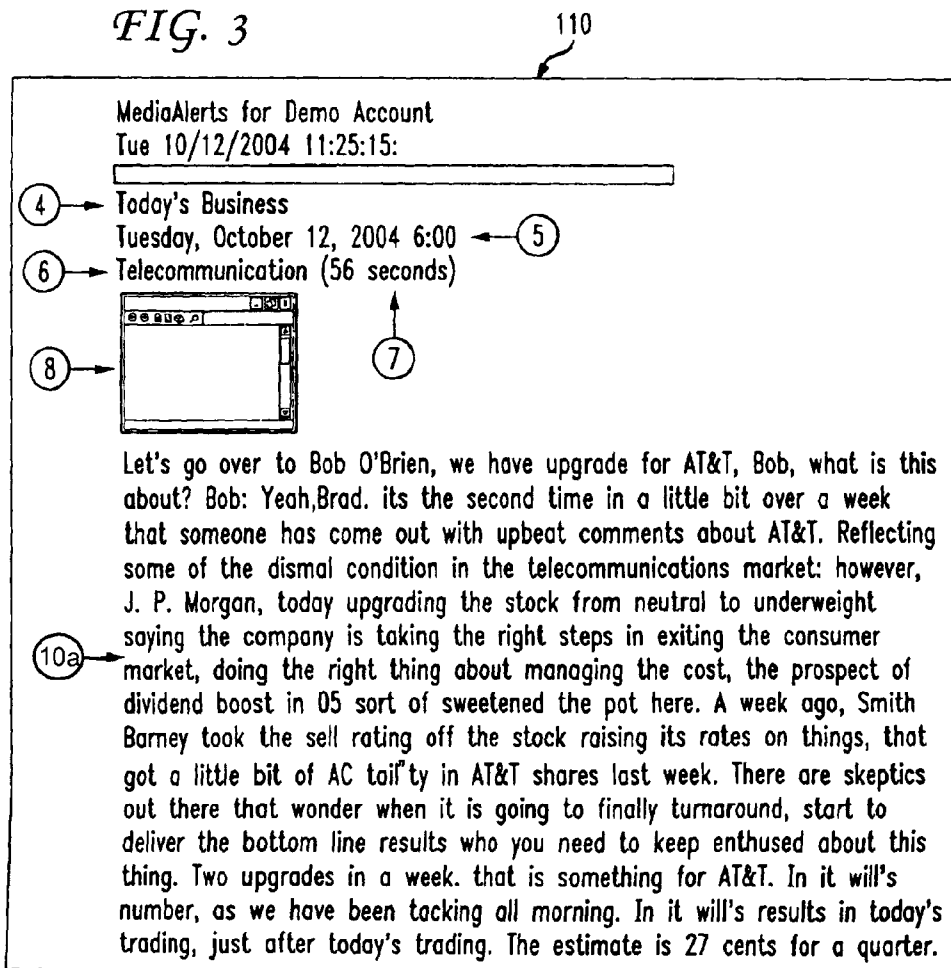 FIG. 3
110
MediaAlerts for Demo Account
Tue 10/12/2004 11:25:15:
4 Today's Business
Tuesday, October 12, 2004 6:00 5
6 Telecommunication (56 seconds)
7
8
Let's go over to Bob O'Brien, we have upgrade for AT&T, Bob, what is this
about? Bob: Yeah,Brad. its the second time in a little bit over a week
that someone has come out with upbeat comments about AT&T. Reflecting
some of the dismal condition in the telecommunications market: however,
J. P. Morgan, today upgrading the stock from neutral to underweight
saying the company is taking the right steps in exiting the consumer
10a market, doing the right thing about managing the cost, the prospect of
dividend boost in 05 sort of sweetened the pot here. A week ago, Smith
Barney took the sell rating off the stock raising its rates on things, that
got a little bit of AC tail"ty in AT&T shares last week. There are skeptics
out there that wonder when it is going to finally turnaround, start to
deliver the bottom line results who you need to keep enthused about this
thing. Two upgrades in a week. that is something for AT&T. In it will's
number, as we have been tacking all morning. In it will's results in today's
trading, just after today's trading. The estimate is 27 cents for a quarter.